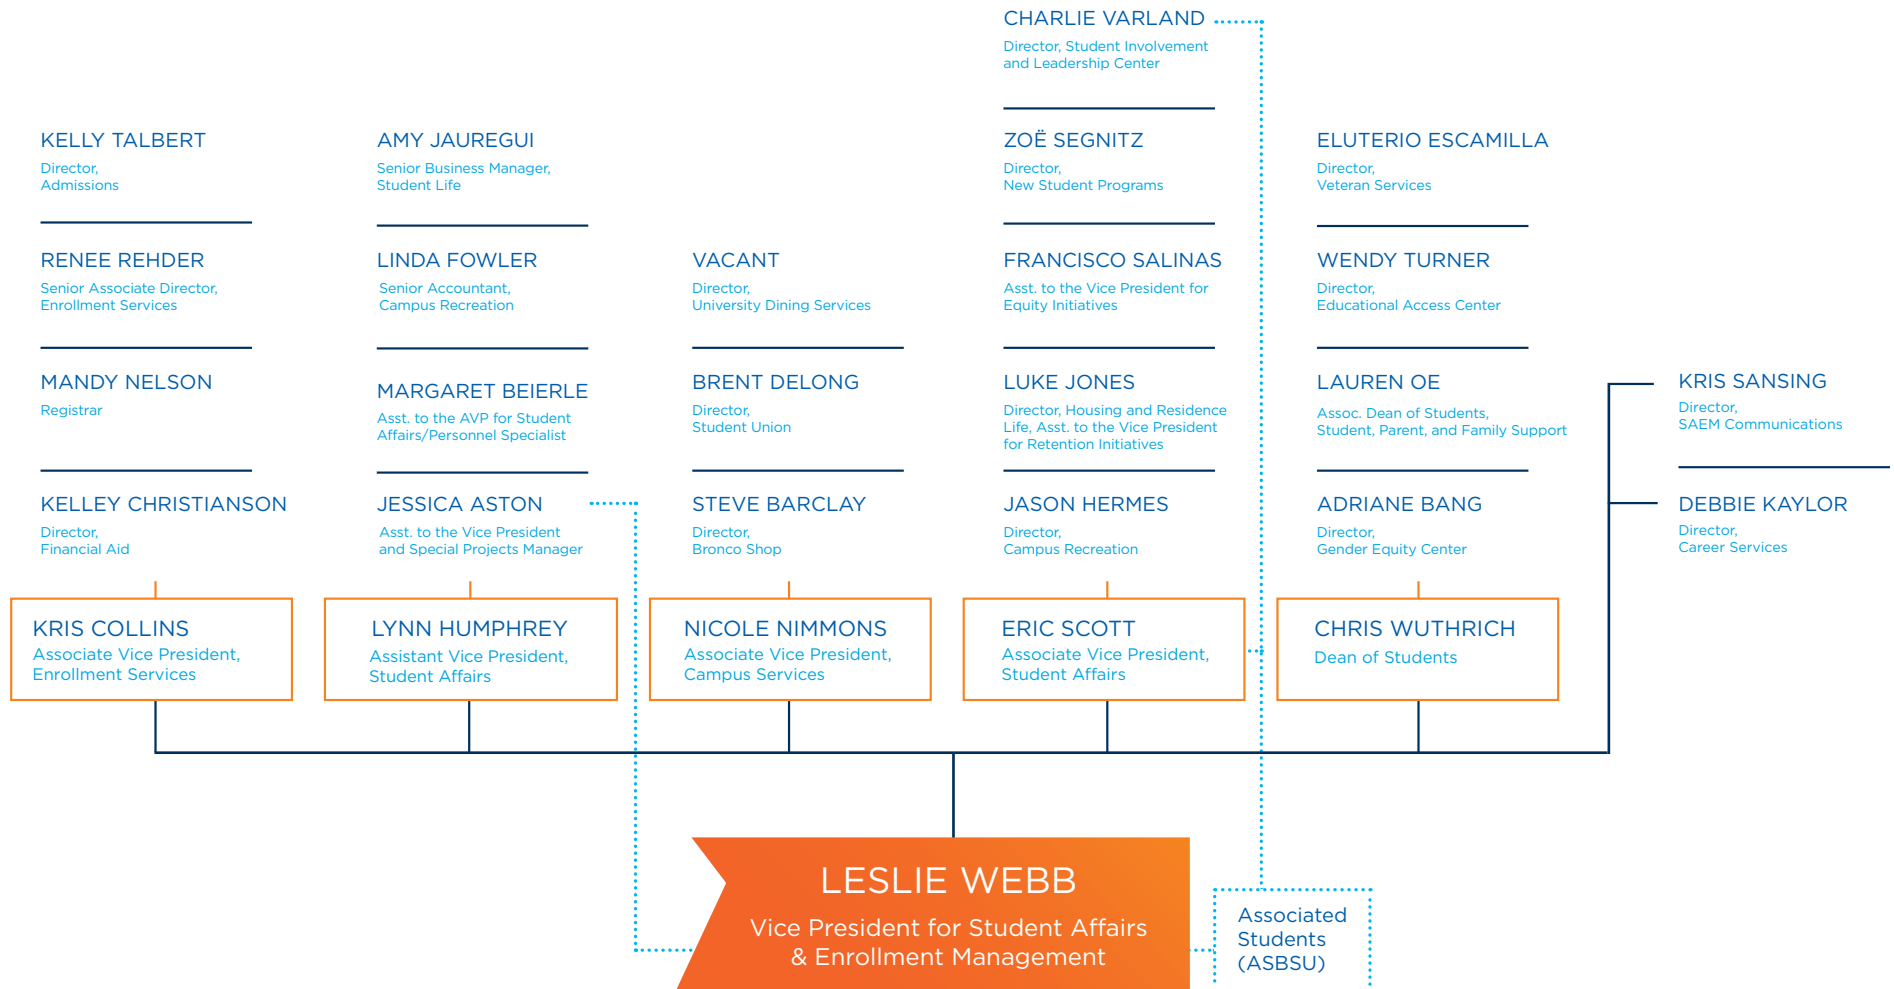 CHARLIE VARLAND
Director, Student Involvement
and Leadership Center
KELLY TALBERT
Director,
Admissions
AMY JAUREGUI
Senior Business Manager,
Student Life
ZOË SEGNITZ
Director,
New Student Programs
ELUTERIO ESCAMILLA
Director,
Veteran Services
RENEE REHDER
Senior Associate Director,
Enrollment Services
LINDA FOWLER
Senior Accountant,
Campus Recreation
VACANT
Director,
University Dining Services
FRANCISCO SALINAS
Asst. to the Vice President for
Equity Initiatives
WENDY TURNER
Director,
Educational Access Center
MANDY NELSON
Registrar
MARGARET BEIERLE
Asst. to the AVP for Student
Affairs/Personnel Specialist
BRENT DELONG
Director,
Student Union
LUKE JONES
Director, Housing and Residence
Life, Asst. to the Vice President
for Retention Initiatives
LAUREN OE
Assoc. Dean of Students,
Student, Parent, and Family Support
KRIS SANSING
Director,
SAEM Communications
KELLEY CHRISTIANSON
Director,
Financial Aid
JESSICA ASTON
Asst. to the Vice President
and Special Projects Manager
STEVE BARCLAY
Director,
Bronco Shop
JASON HERMES
Director,
Campus Recreation
ADRIANE BANG
Director,
Gender Equity Center
DEBBIE KAYLOR
Director,
Career Services
KRIS COLLINS
Associate Vice President,
Enrollment Services
LYNN HUMPHREY
Assistant Vice President,
Student Affairs
NICOLE NIMMONS
Associate Vice President,
Campus Services
ERIC SCOTT
Associate Vice President,
Student Affairs
CHRIS WUTHRICH
Dean of Students
LESLIE WEBB
Vice President for Student Affairs
& Enrollment Management
Associated
Students
(ASBSU)